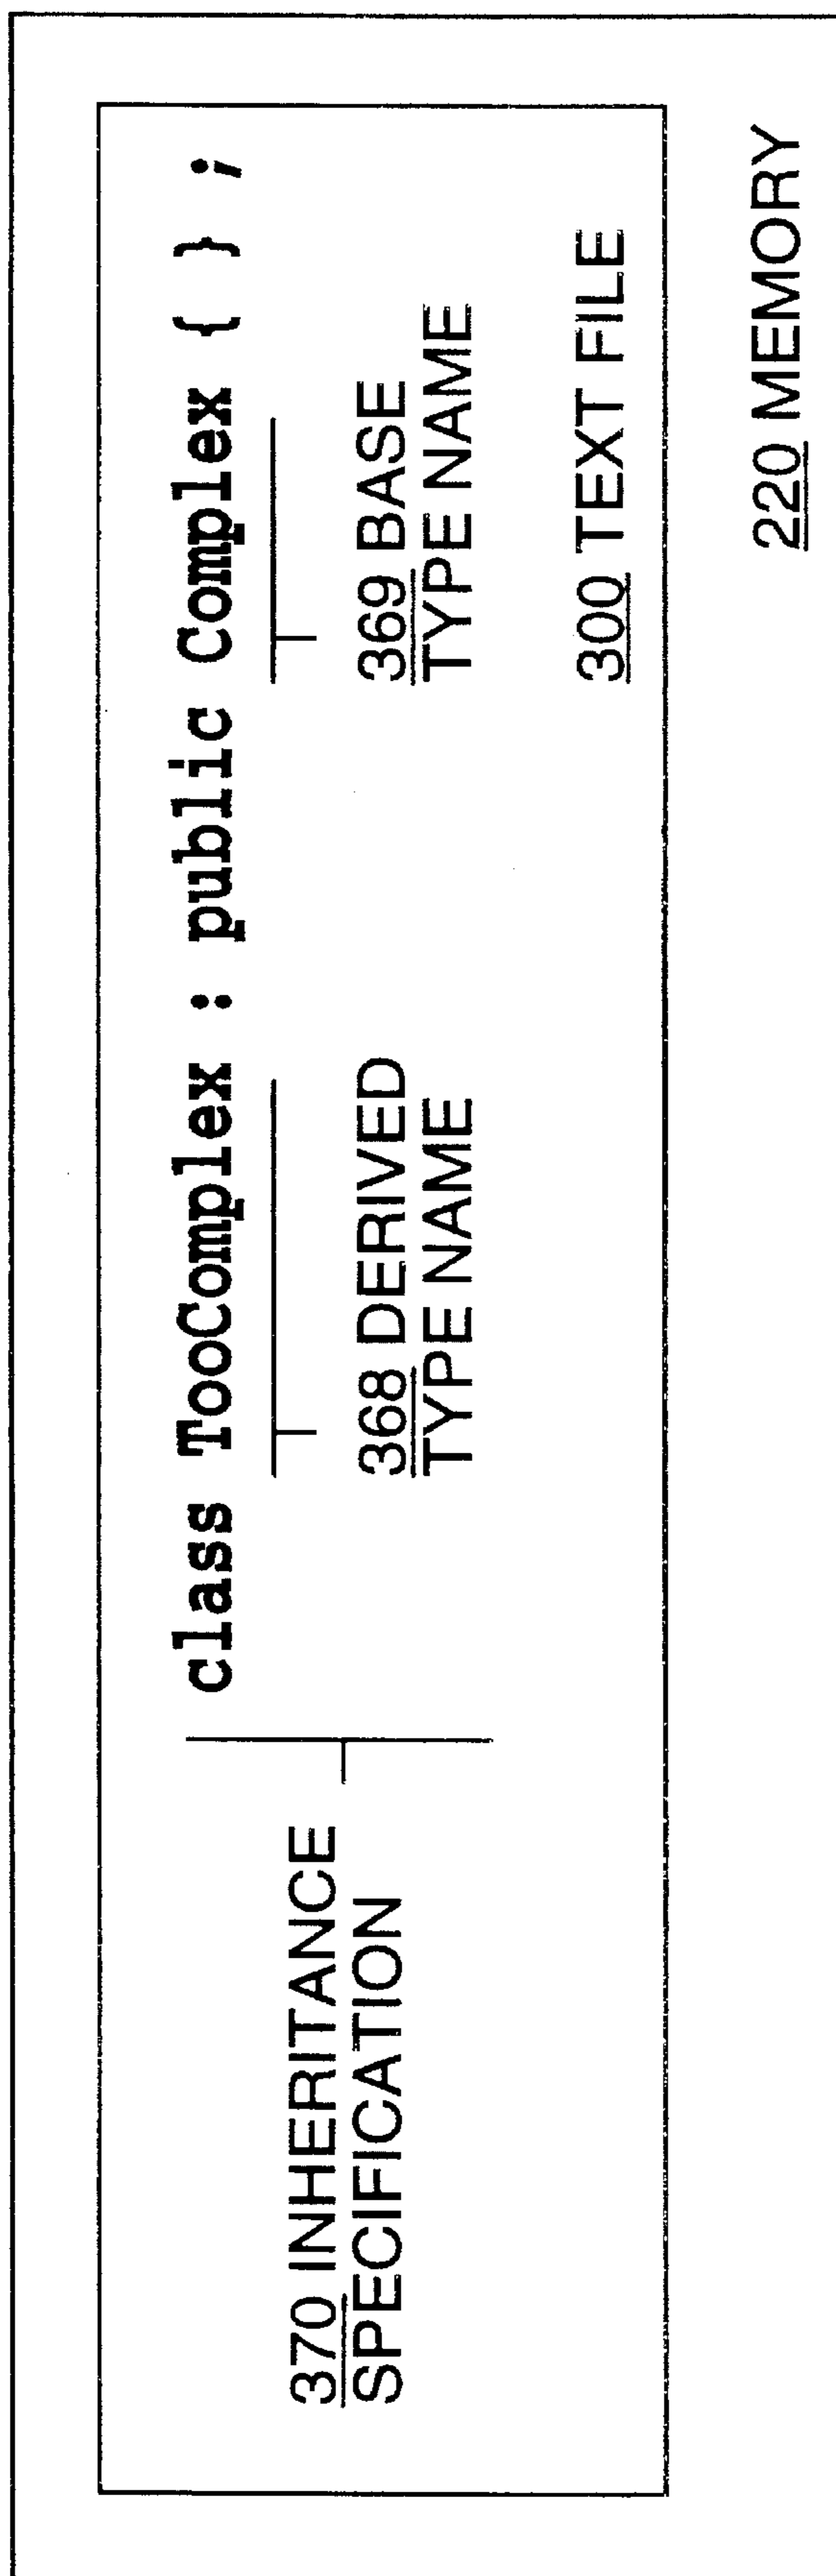 class TooComplex : public Complex { } ;
370 INHERITANCE
SPECIFICATION
368 DERIVED
TYPE NAME
369 BASE
TYPE NAME
300 TEXT FILE
220 MEMORY